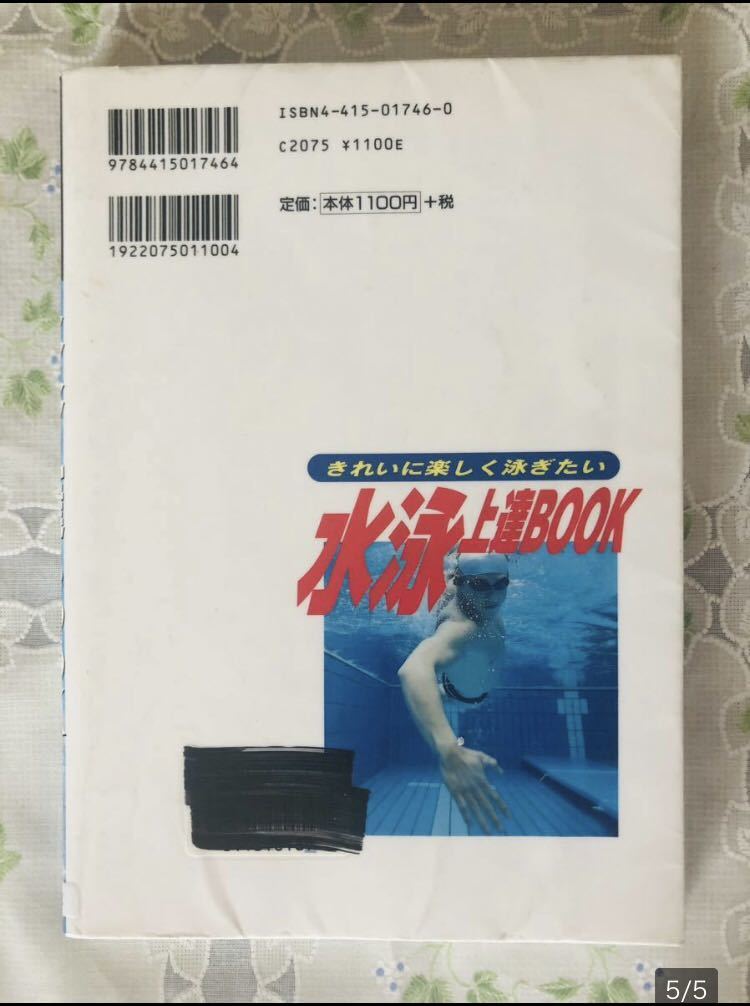 ISBN4-415-01746-0
C2075 ¥1100E
9784415017464
定価：本体1100円+税
1922075011004
きれいに楽しく泳ぎたい
水泳上達BOOK
5/5